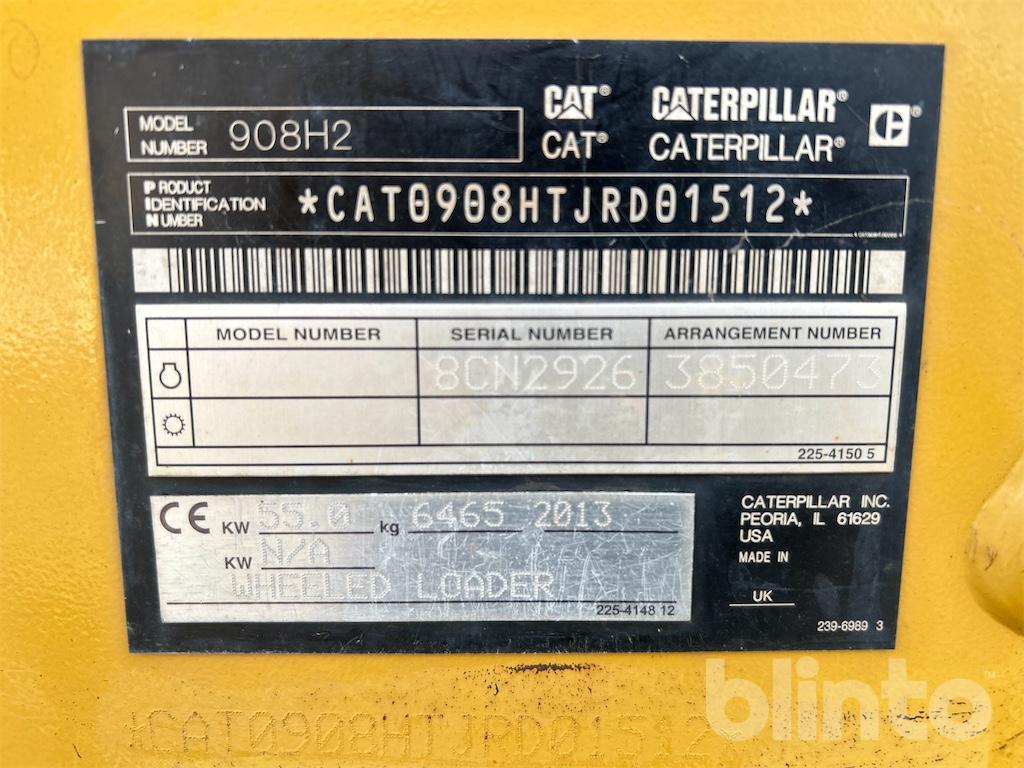 CAT® CATERPILLAR®
CAT® CATERPILLAR®
MODEL NUMBER 908H2
PRODUCT IDENTIFICATION NUMBER *CAT0908HTJRD01512*
MODEL NUMBER SERIAL NUMBER ARRANGEMENT NUMBER
8CN2926 3850473
225-4150 5
CE KW 55.0 kg 6465 2013
KW N/A
WHEELED LOADER
225-4148 12
CATERPILLAR INC.
PEORIA, IL 61629
USA
MADE IN
UK
239-6989 3
*CAT0908HTJRD01512
blinto™